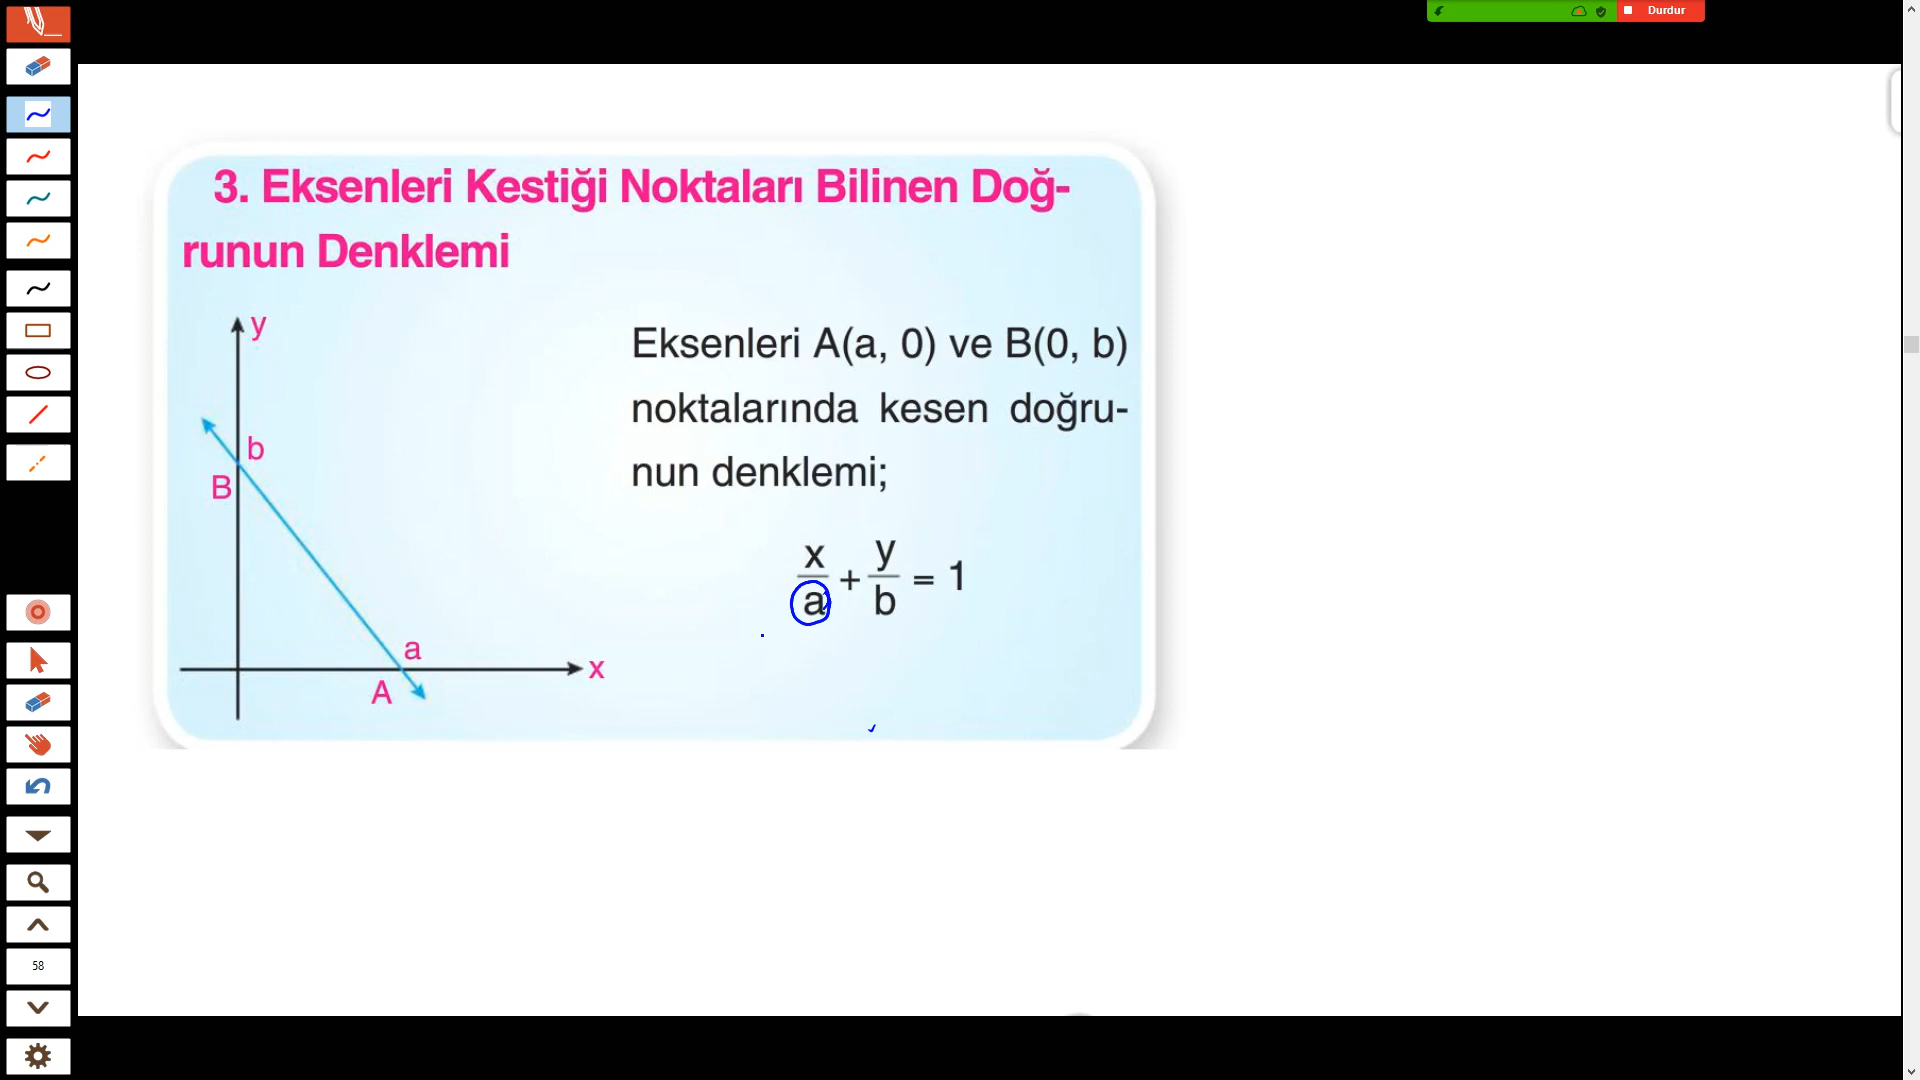 Durdur
3. Eksenleri Kestiği Noktaları Bilinen Doğ-
runun Denklemi
y
b
B
a
A
x
Eksenleri A(a, 0) ve B(0, b)
noktalarında kesen doğru-
nun denklemi;
x/a + y/b = 1
58